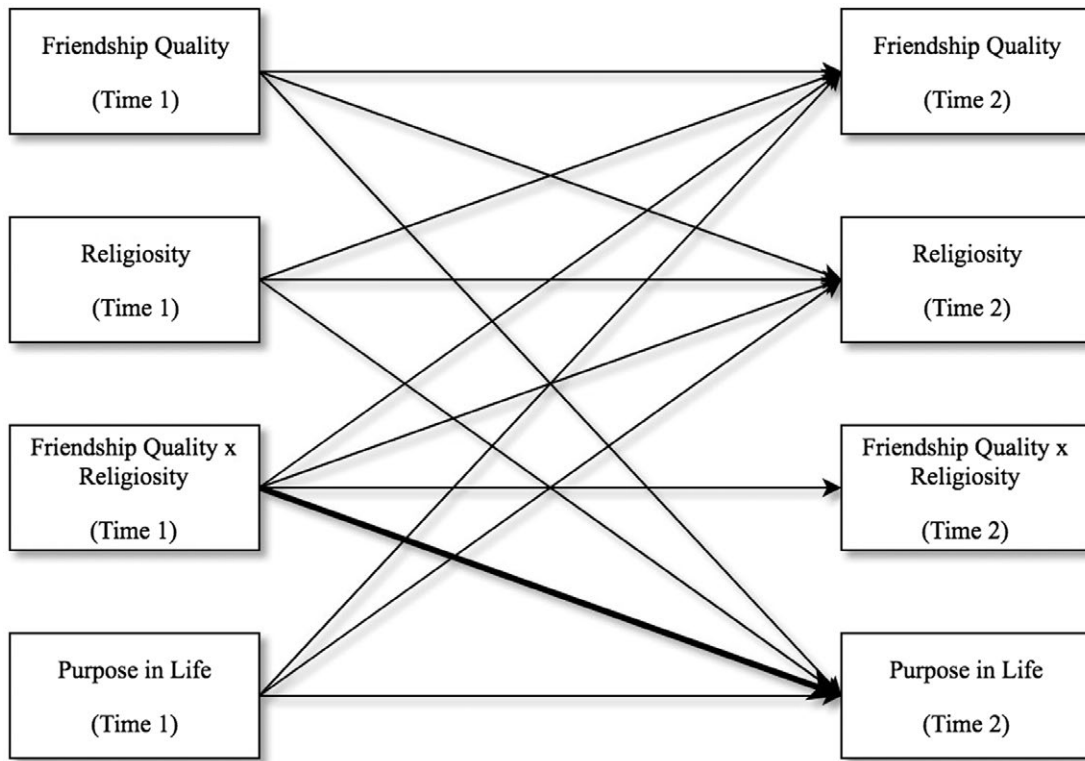 Friendship Quality
(Time 1)
Friendship Quality
(Time 2)
Religiosity
(Time 1)
Religiosity
(Time 2)
Friendship Quality x
Religiosity
(Time 1)
Friendship Quality x
Religiosity
(Time 2)
Purpose in Life
(Time 1)
Purpose in Life
(Time 2)